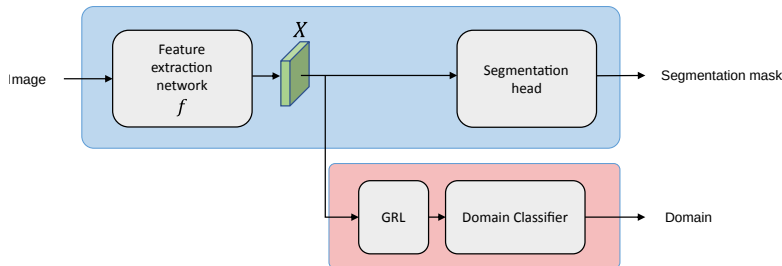 X
Feature
extraction
network
f
Image
Segmentation
head
Segmentation mask
GRL
Domain Classifier
Domain